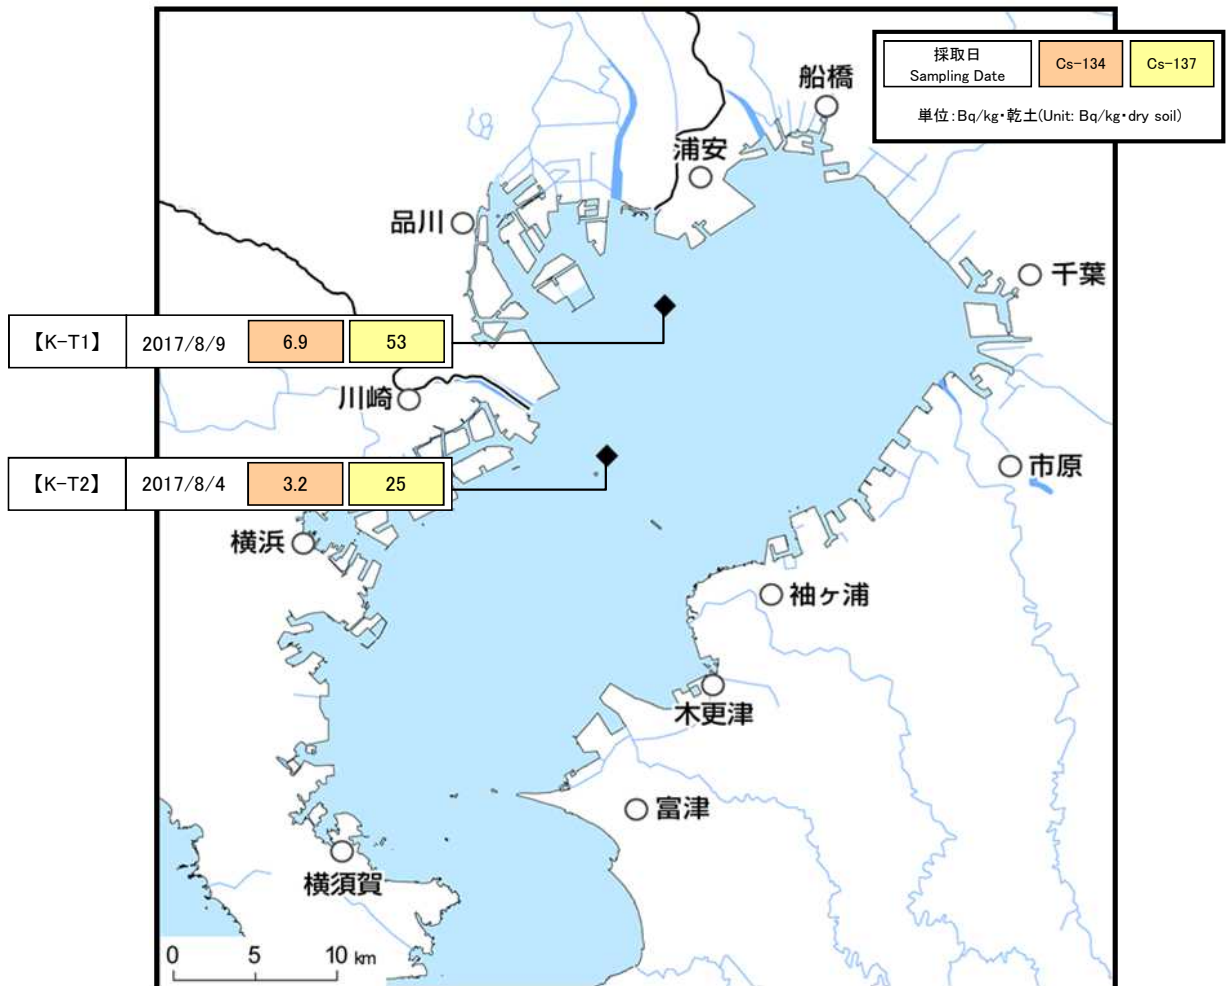 採取日
Sampling Date
Cs-134
Cs-137
単位:Bq/kg・乾土(Unit: Bq/kg・dry soil)
船橋
浦安
品川
千葉
【K-T1】 2017/8/9 6.9 53
川崎
市原
【K-T2】 2017/8/4 3.2 25
横浜
袖ヶ浦
木更津
富津
横須賀
0 5 10 km